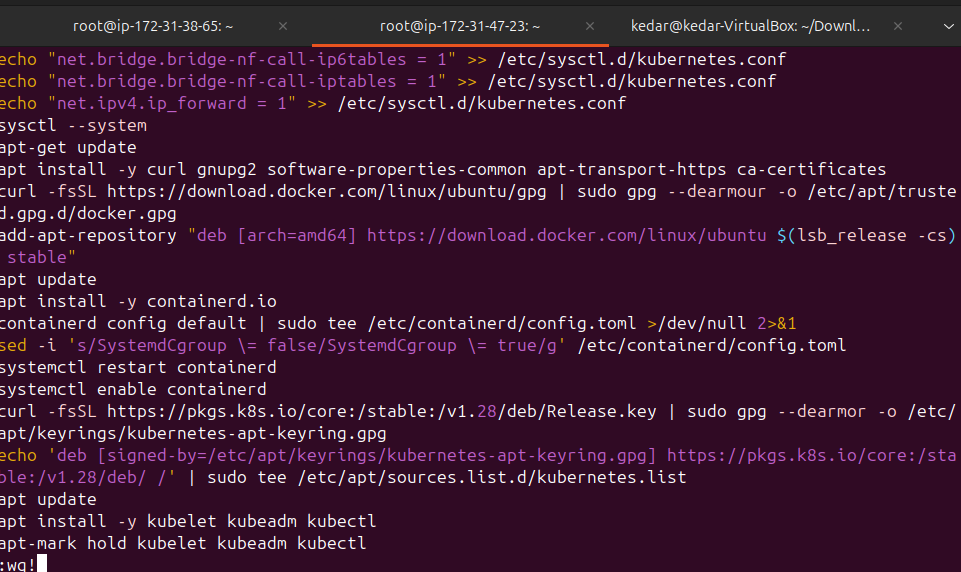 root@ip-172-31-38-65: ~ × root@ip-172-31-47-23: ~ × kedar@kedar-VirtualBox: ~/Downl... ×
echo "net.bridge.bridge-nf-call-ip6tables = 1" >> /etc/sysctl.d/kubernetes.conf
echo "net.bridge.bridge-nf-call-iptables = 1" >> /etc/sysctl.d/kubernetes.conf
echo "net.ipv4.ip_forward = 1" >> /etc/sysctl.d/kubernetes.conf
sysctl --system
apt-get update
apt install -y curl gnupg2 software-properties-common apt-transport-https ca-certificates
curl -fsSL https://download.docker.com/linux/ubuntu/gpg | sudo gpg --dearmour -o /etc/apt/truste
d.gpg.d/docker.gpg
add-apt-repository "deb [arch=amd64] https://download.docker.com/linux/ubuntu $(lsb_release -cs)
 stable"
apt update
apt install -y containerd.io
containerd config default | sudo tee /etc/containerd/config.toml >/dev/null 2>&1
sed -i 's/SystemdCgroup \= false/SystemdCgroup \= true/g' /etc/containerd/config.toml
systemctl restart containerd
systemctl enable containerd
curl -fsSL https://pkgs.k8s.io/core:/stable:/v1.28/deb/Release.key | sudo gpg --dearmor -o /etc/
apt/keyrings/kubernetes-apt-keyring.gpg
echo 'deb [signed-by=/etc/apt/keyrings/kubernetes-apt-keyring.gpg] https://pkgs.k8s.io/core:/sta
ble:/v1.28/deb/ /' | sudo tee /etc/apt/sources.list.d/kubernetes.list
apt update
apt install -y kubelet kubeadm kubectl
apt-mark hold kubelet kubeadm kubectl
:wq!